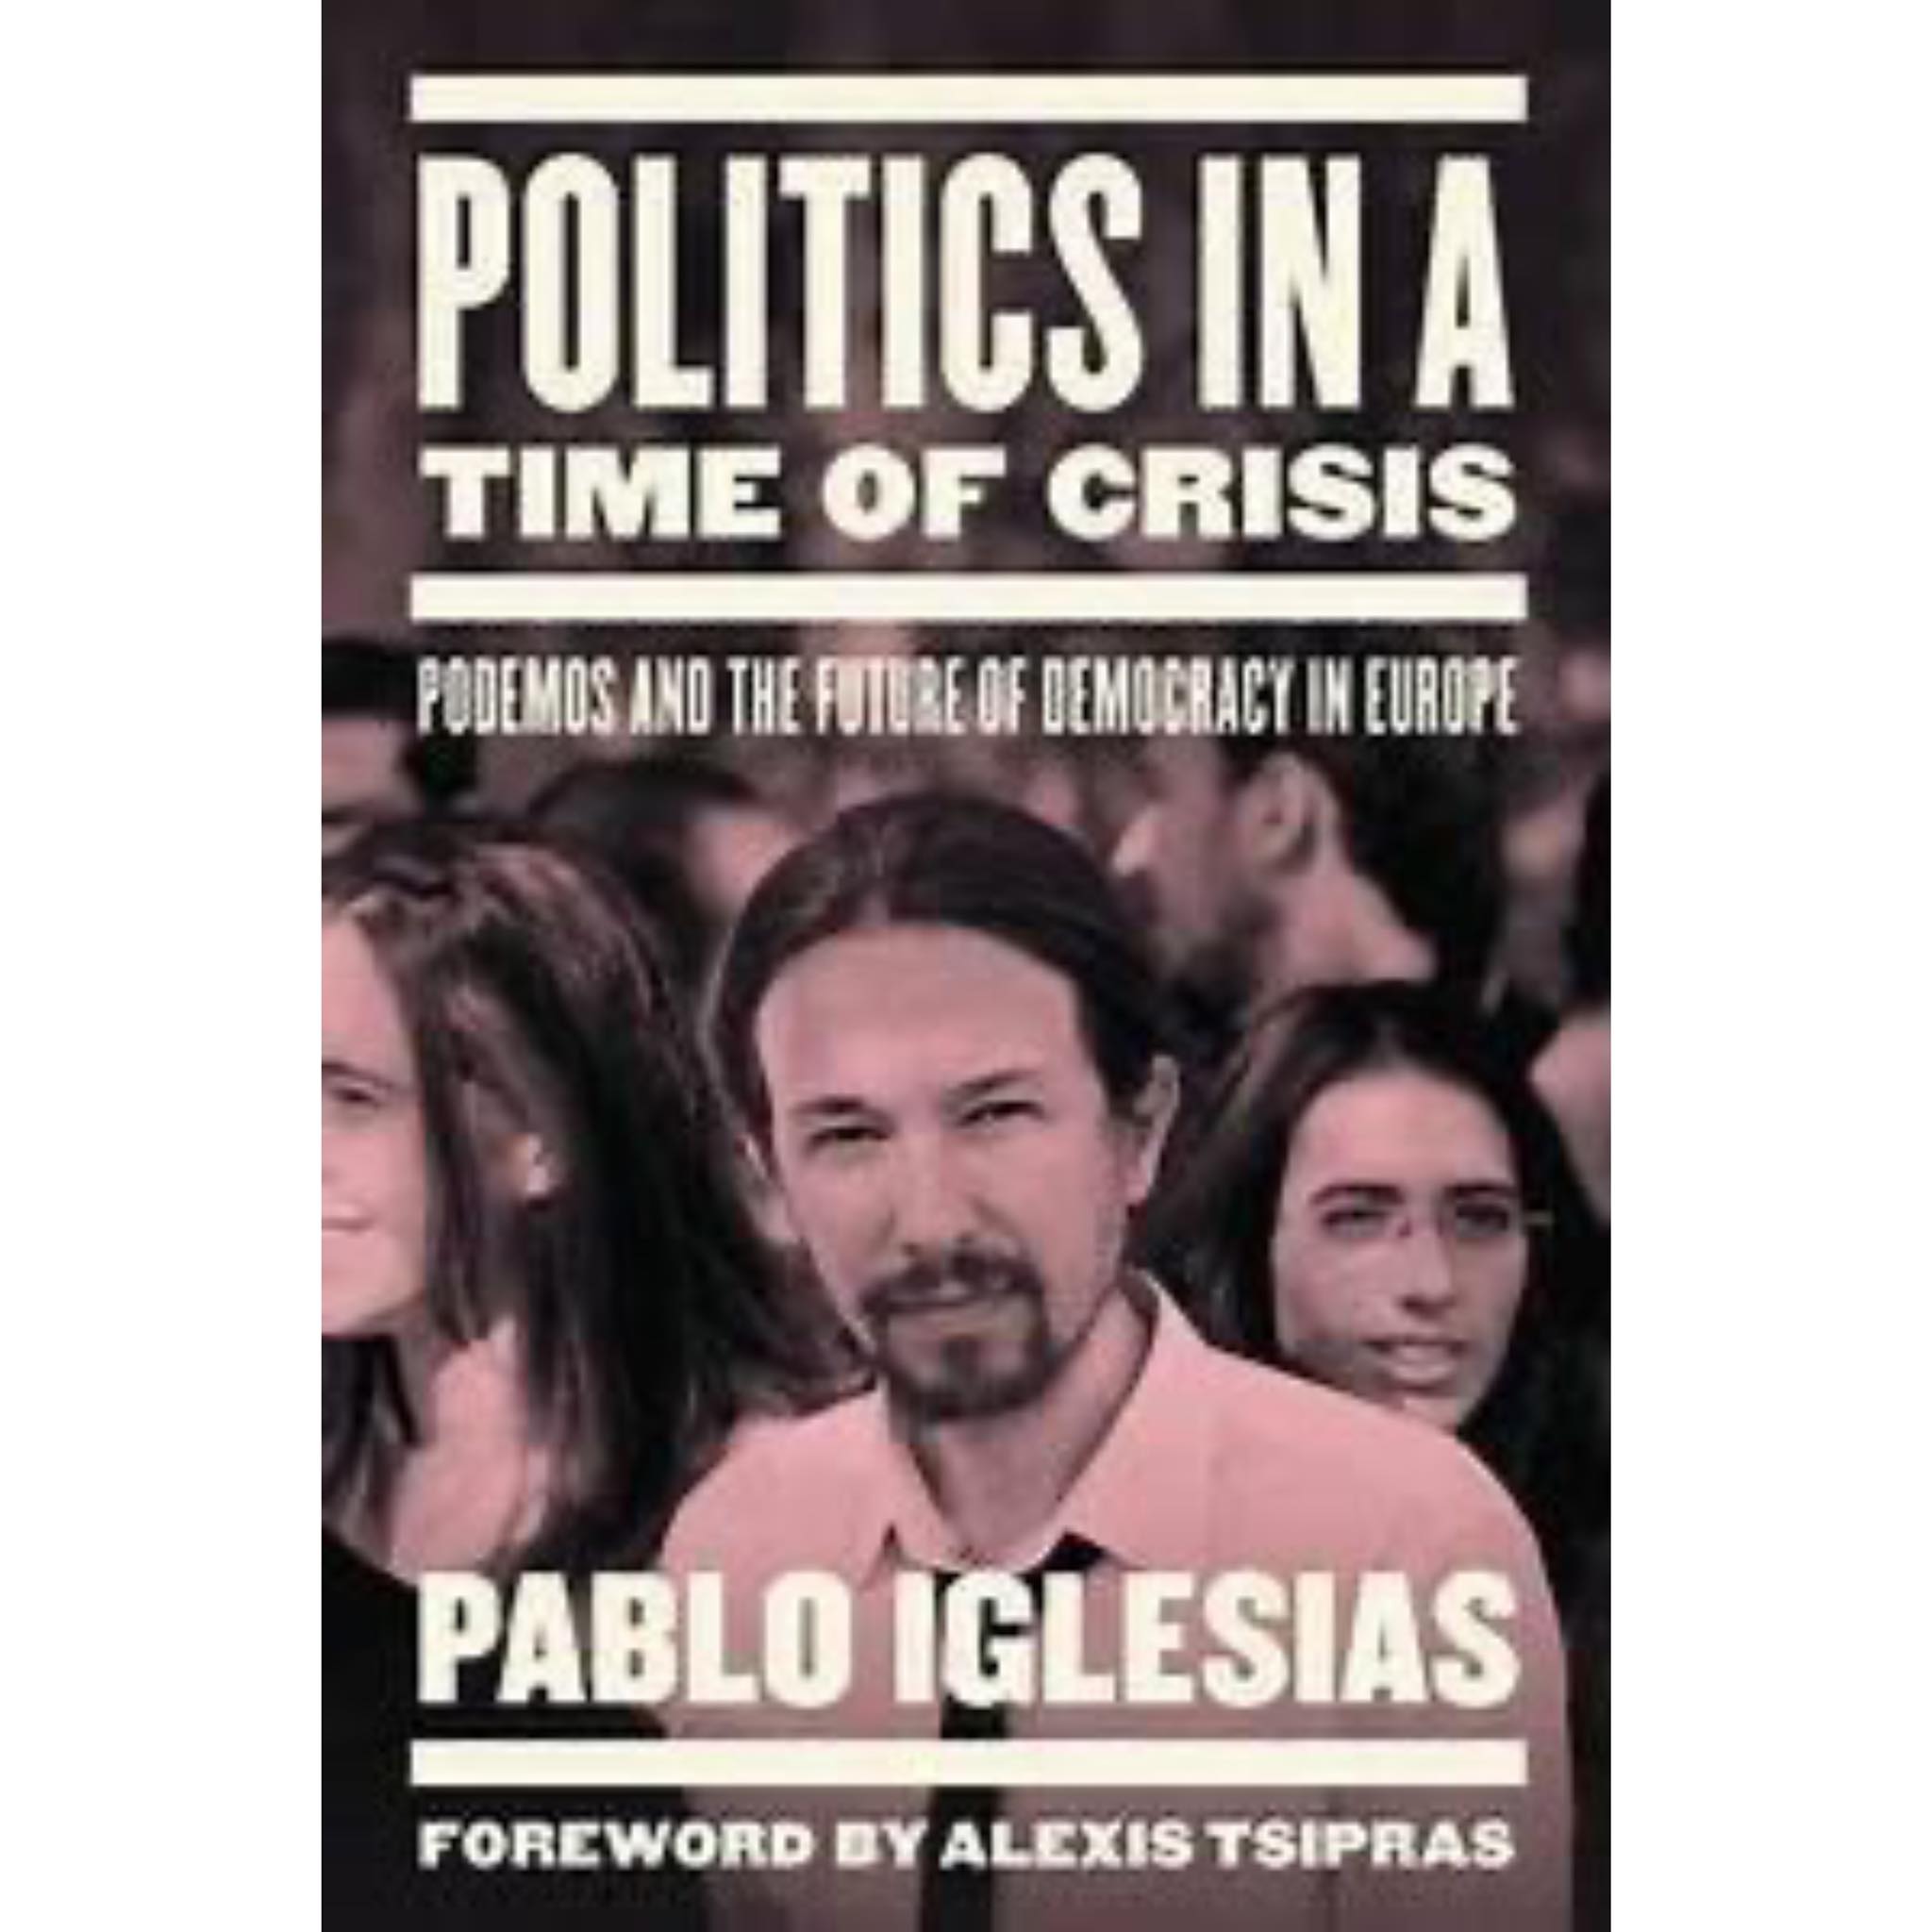 POLITICS IN A
TIME OF CRISIS
PODEMOS AND THE FUTURE OF DEMOCRACY IN EUROPE
PABLO IGLESIAS
FOREWORD BY ALEXIS TSIPRAS